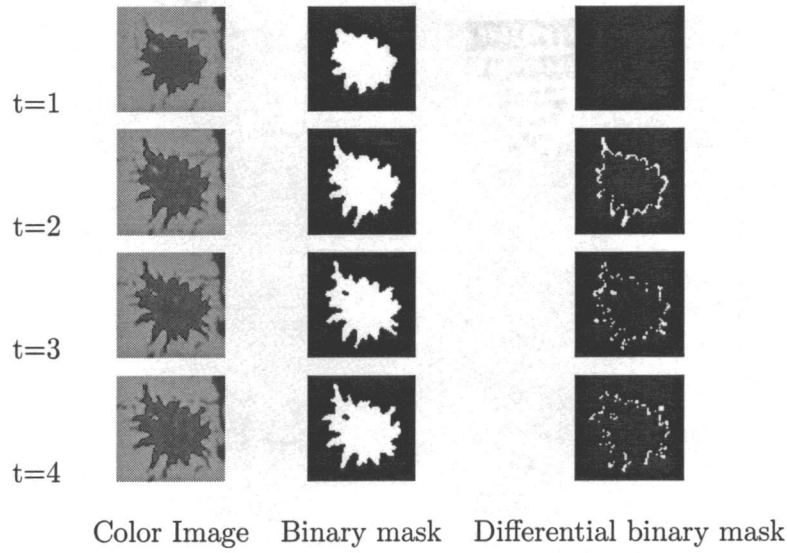 t=1
t=2
t=3
t=4
Color Image Binary mask Differential binary mask